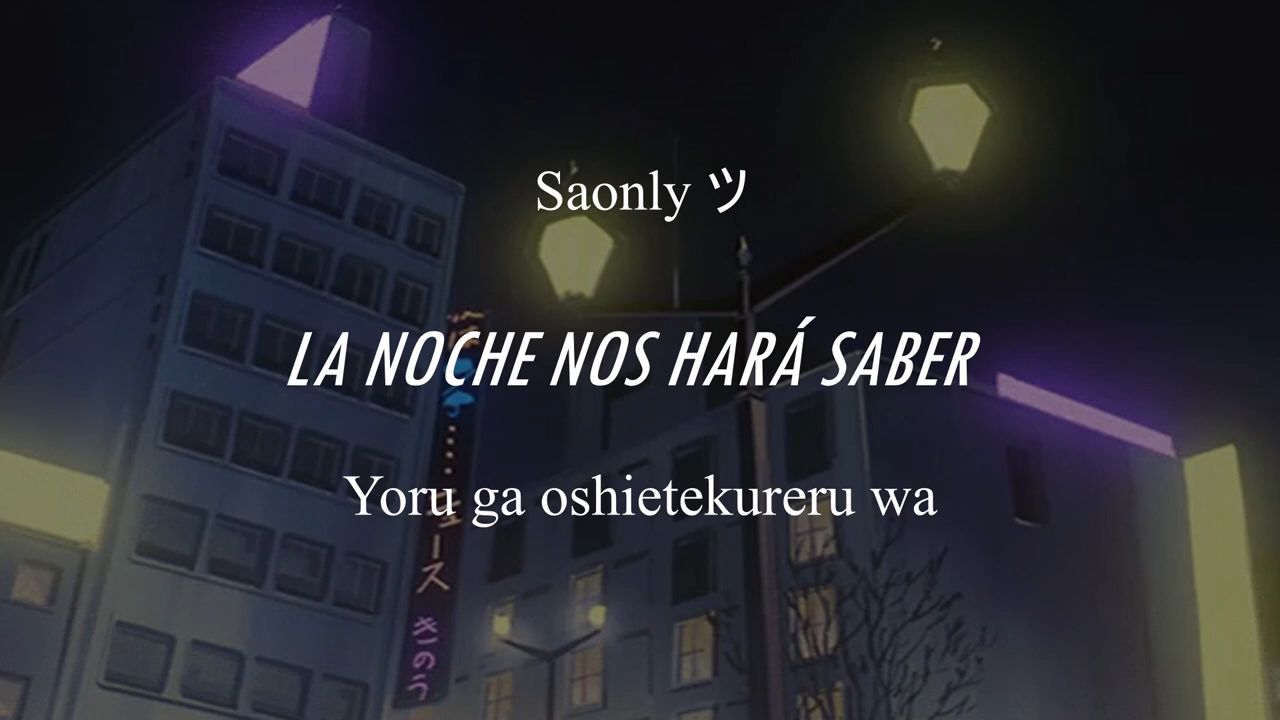 Saonly ツ
LA NOCHE NOS HARÁ SABER
Yoru ga oshietekureru wa
ース
きのう